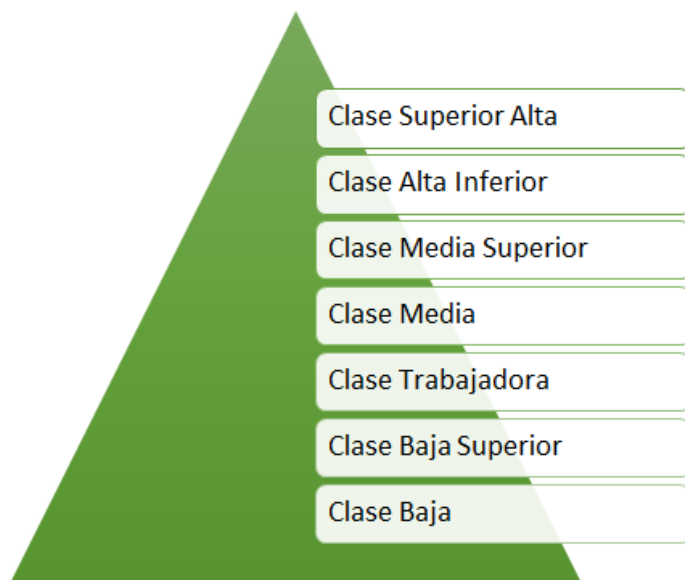 Clase Superior Alta
Clase Alta Inferior
Clase Media Superior
Clase Media
Clase Trabajadora
Clase Baja Superior
Clase Baja